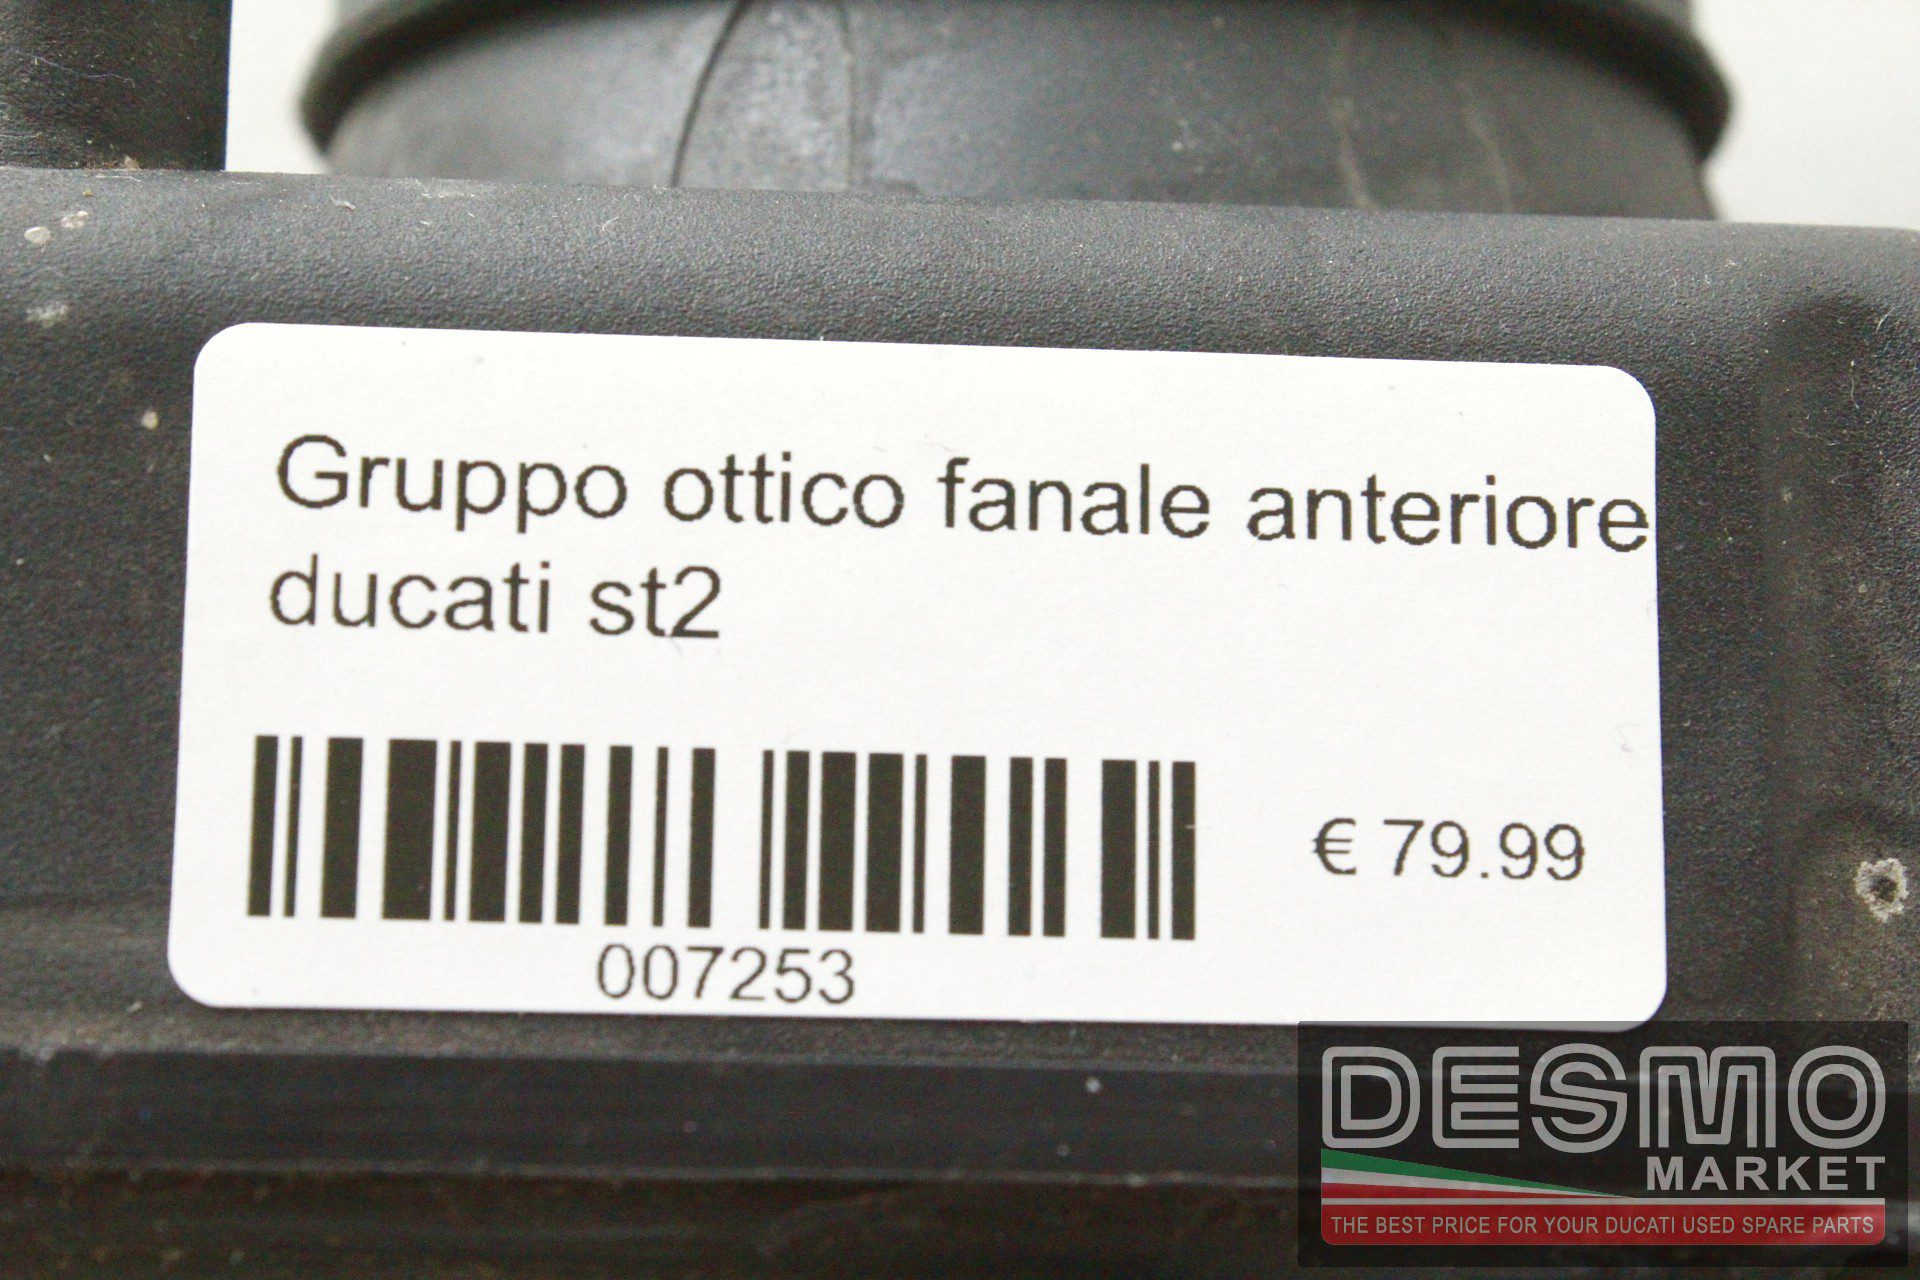 Gruppo ottico fanale anteriore
ducati st2
€ 79.99
007253
DESMO
MARKET
THE BEST PRICE FOR YOUR DUCATI USED SPARE PARTS